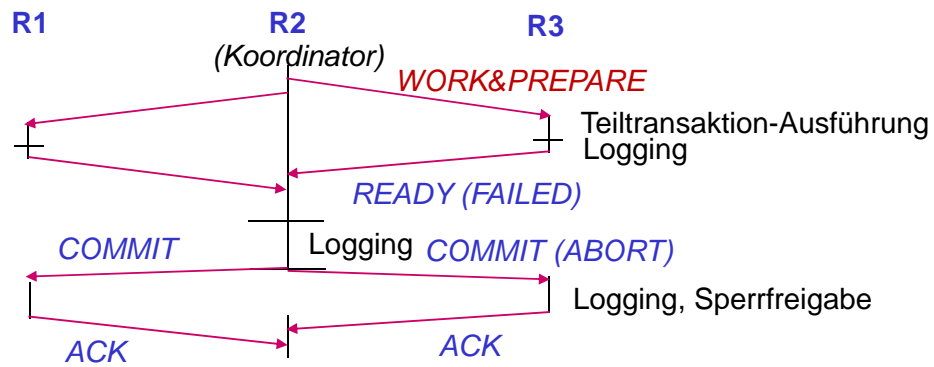 R1
R2
R3
(Koordinator)
WORK&PREPARE
Teiltransaktion-Ausführung
Logging
READY (FAILED)
COMMIT
Logging
COMMIT (ABORT)
Logging, Sperrfreigabe
ACK
ACK